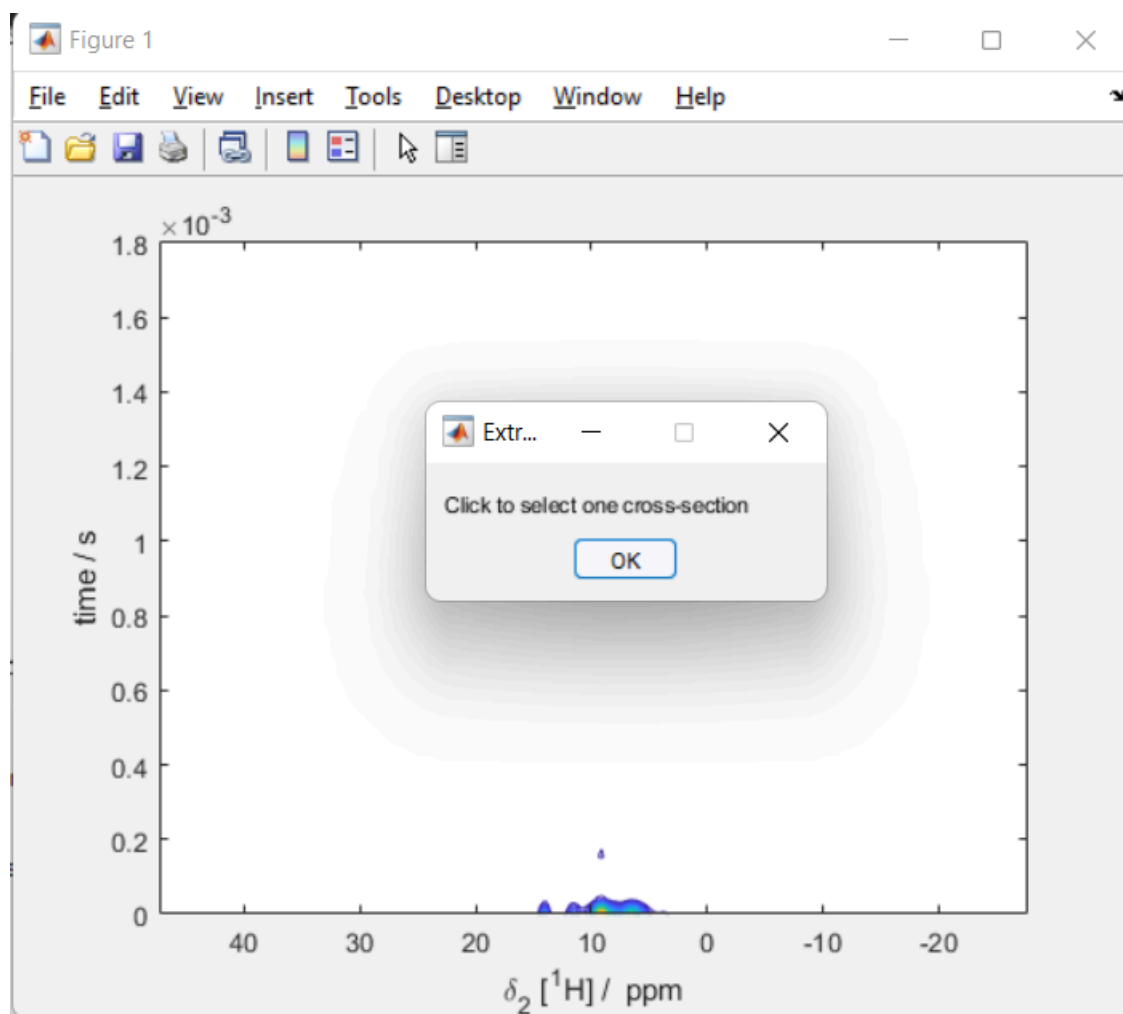 Figure 1
File Edit View Insert Tools Desktop Window Help
×10⁻³
1.8
1.6
1.4
1.2
1
0.8
0.6
0.4
0.2
0
time / s
Extr...
Click to select one cross-section
OK
40 30 20 10 0 -10 -20
δ₂ [¹H] / ppm